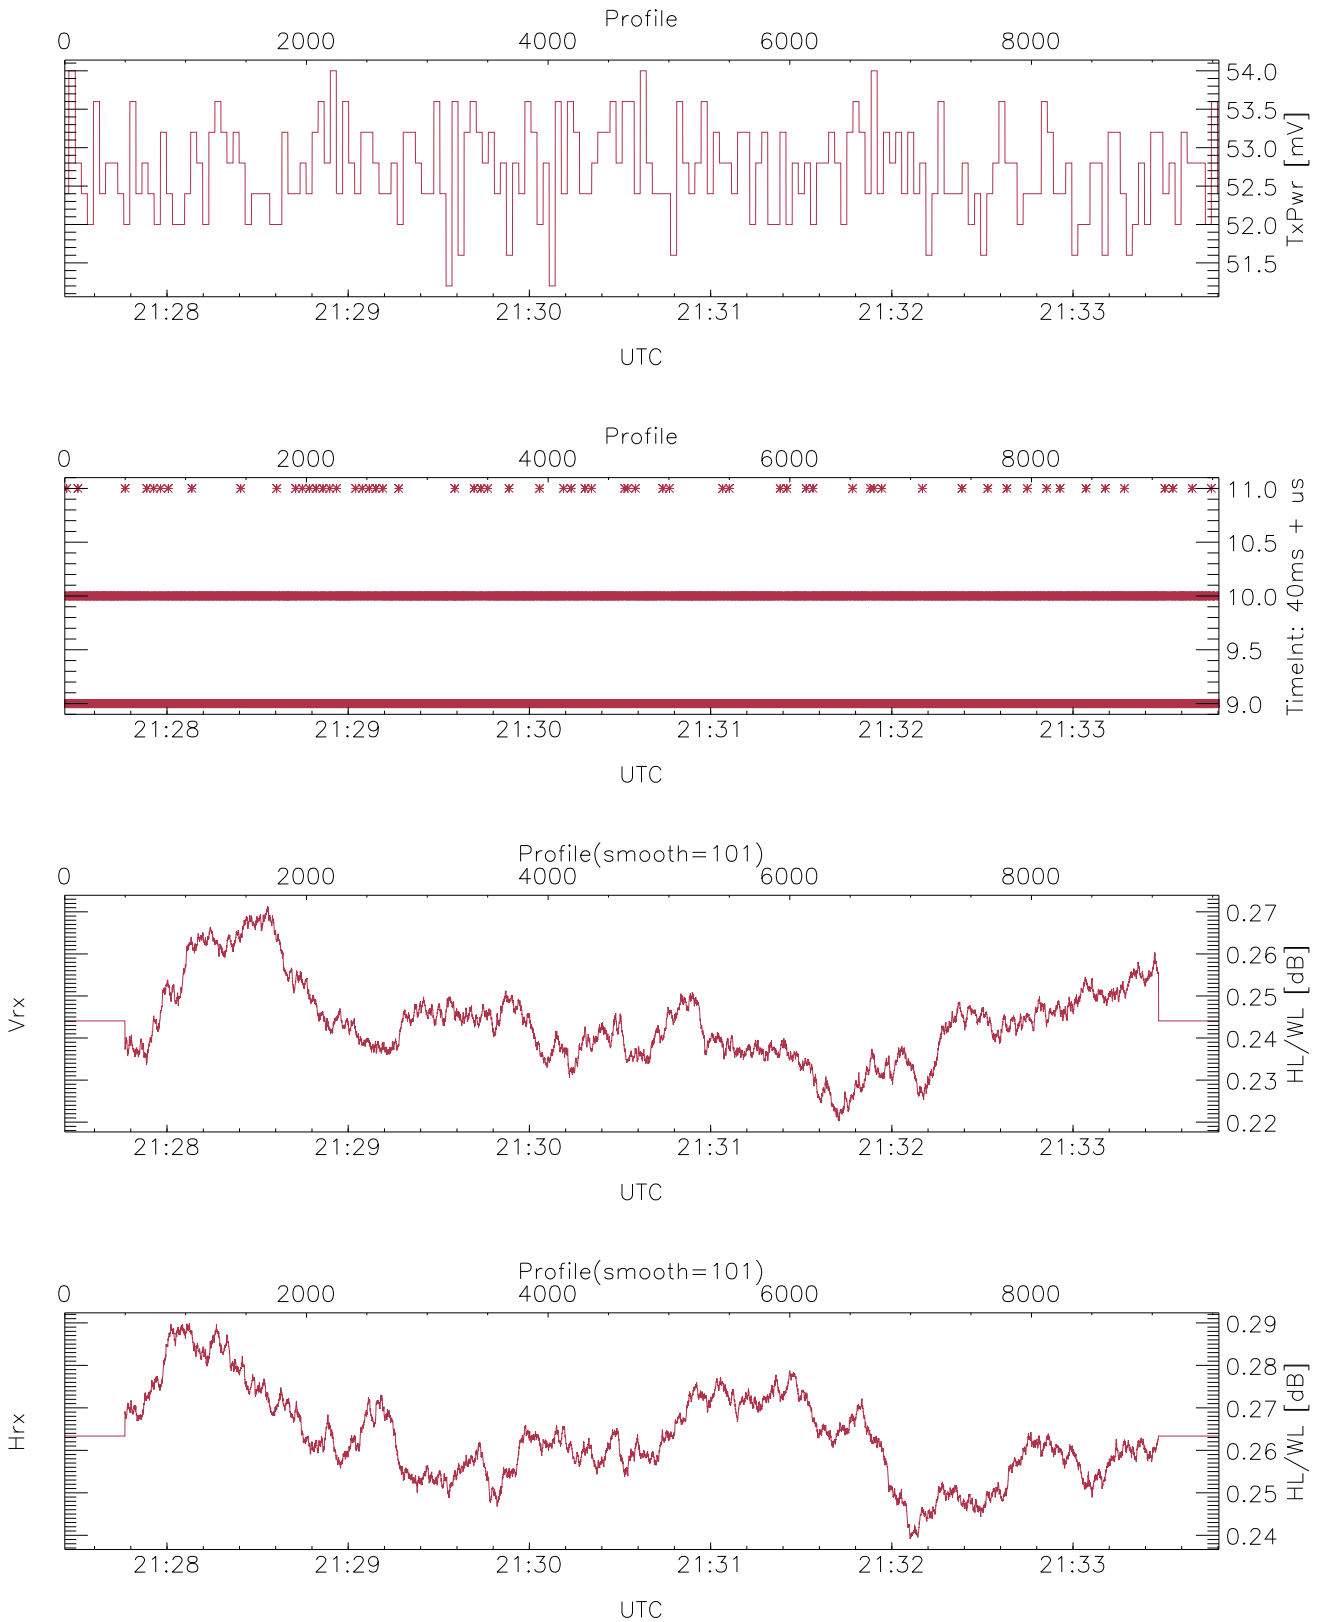 Profile
0 2000 4000 6000 8000
54.0
53.5
53.0
52.5
52.0
51.5
TxPwr [mV]
21:28 21:29 21:30 21:31 21:32 21:33
UTC
Profile
0 2000 4000 6000 8000
11.0
10.5
10.0
9.5
9.0
TimeInt: 40ms + us
21:28 21:29 21:30 21:31 21:32 21:33
UTC
Profile(smooth=101)
0 2000 4000 6000 8000
Vrx
0.27
0.26
0.25
0.24
0.23
0.22
HL/WL [dB]
21:28 21:29 21:30 21:31 21:32 21:33
UTC
Profile(smooth=101)
0 2000 4000 6000 8000
Hrx
0.29
0.28
0.27
0.26
0.25
0.24
HL/WL [dB]
21:28 21:29 21:30 21:31 21:32 21:33
UTC